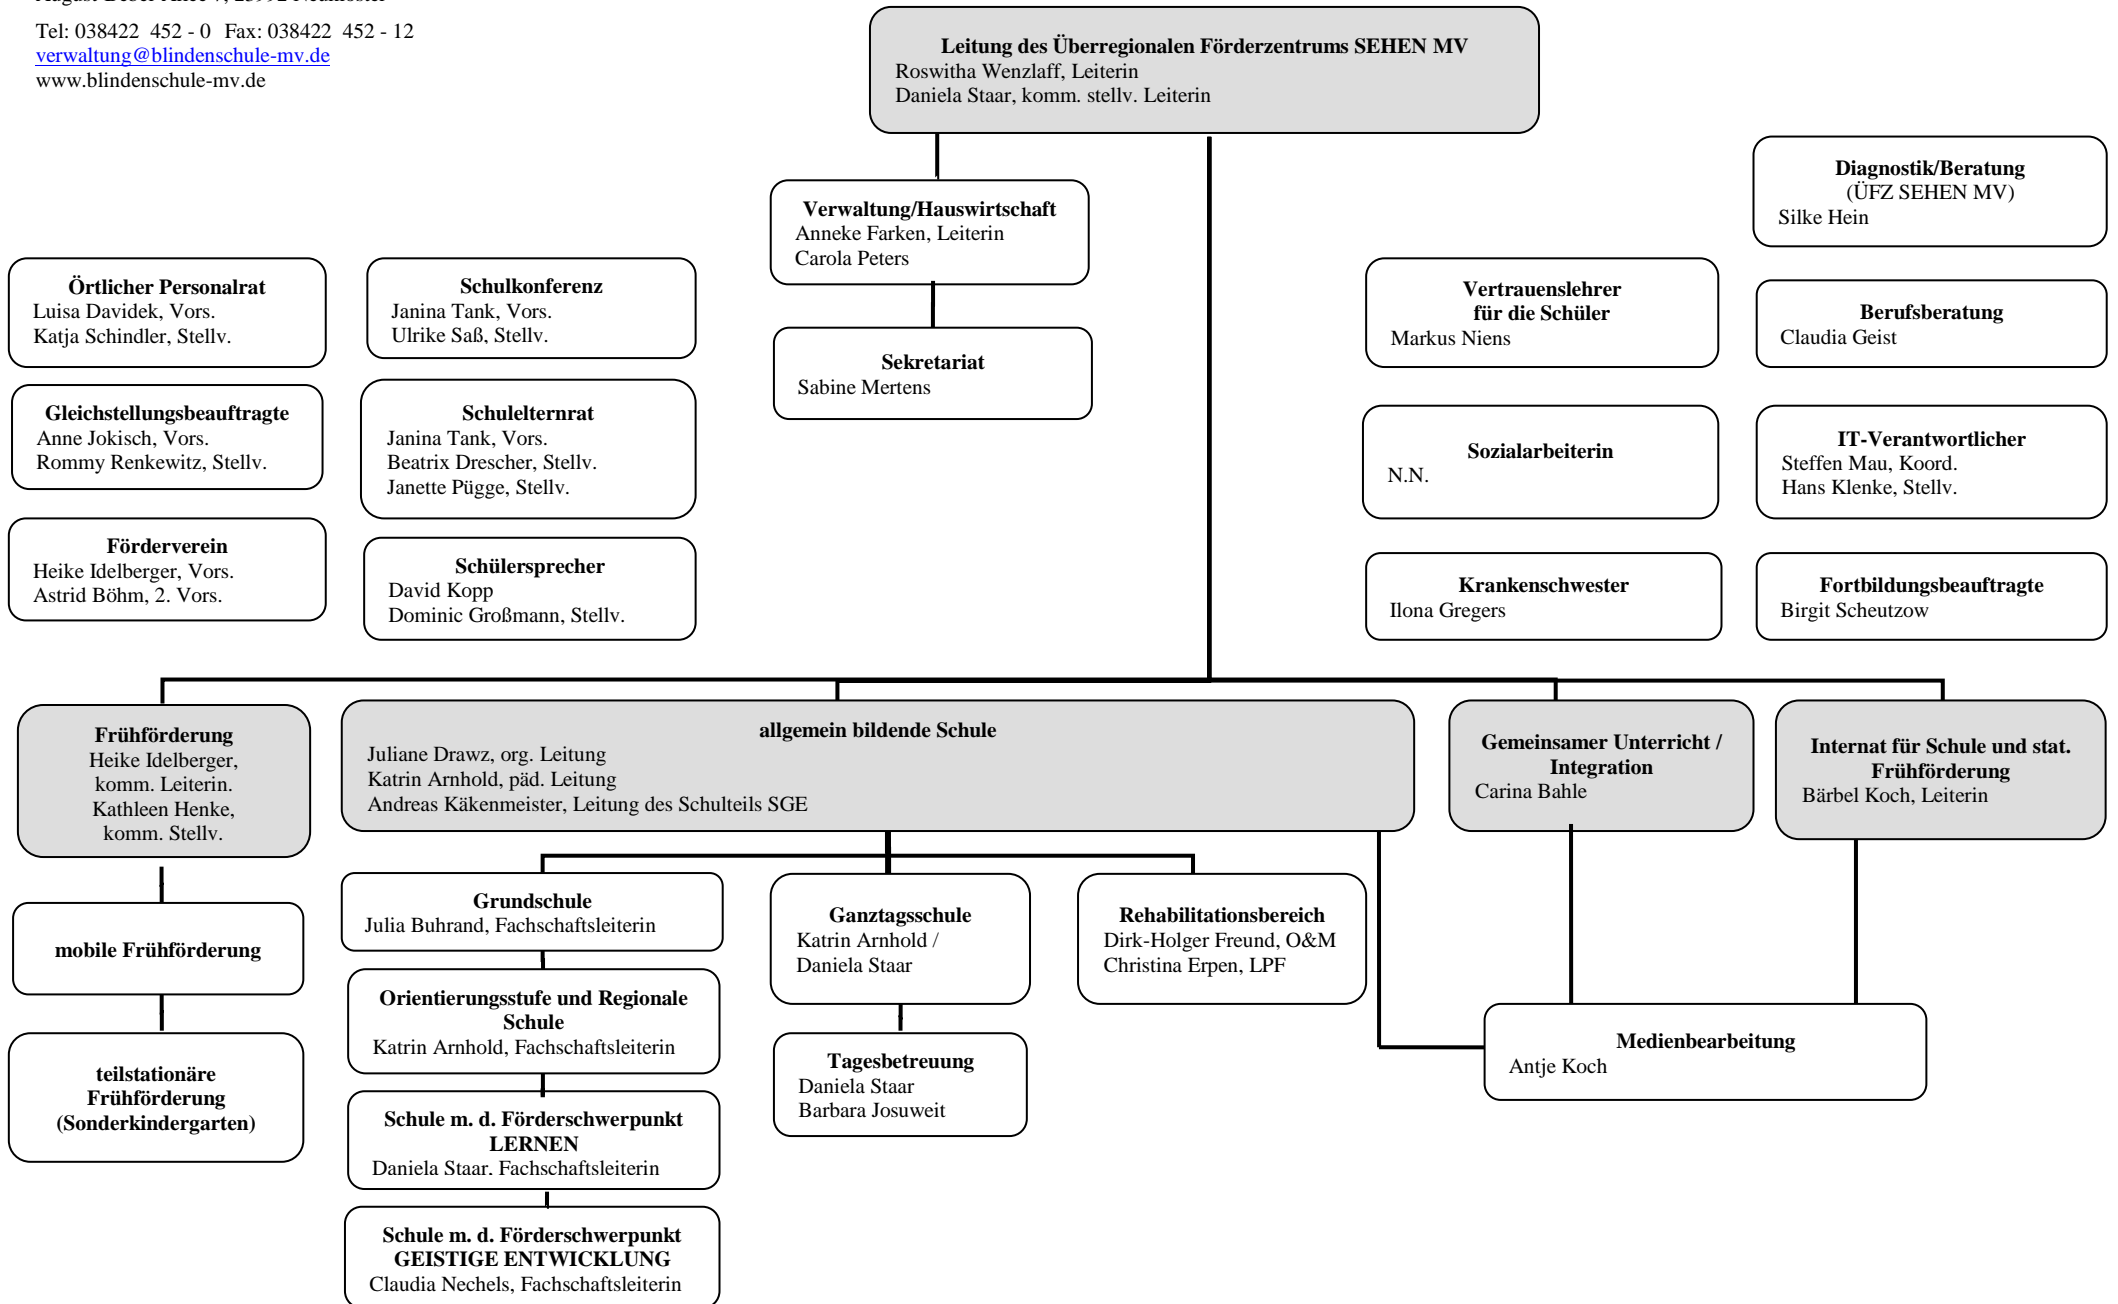 Tel: 038422 452 - 0 Fax: 038422 452 - 12
verwaltung@blindenschule-mv.de
www.blindenschule-mv.de
Leitung des Überregionalen Förderzentrums SEHEN MV
Roswitha Wenzlaff, Leiterin
Daniela Staar, komm. stellv. Leiterin
Verwaltung/Hauswirtschaft
Anneke Farken, Leiterin
Carola Peters
Sekretariat
Sabine Mertens
Örtlicher Personalrat
Luisa Davidek, Vors.
Katja Schindler, Stellv.
Gleichstellungsbeauftragte
Anne Jokisch, Vors.
Rommy Renkewitz, Stellv.
Förderverein
Heike Idelberger, Vors.
Astrid Böhm, 2. Vors.
Schulkonferenz
Janina Tank, Vors.
Ulrike Saß, Stellv.
Schulelternrat
Janina Tank, Vors.
Beatrix Drescher, Stellv.
Janette Pügge, Stellv.
Schülersprecher
David Kopp
Dominic Großmann, Stellv.
Vertrauenslehrer
für die Schüler
Markus Niens
Sozialarbeiterin
N.N.
Krankenschwester
Ilona Gregers
Diagnostik/Beratung
(ÜFZ SEHEN MV)
Silke Hein
Berufsberatung
Claudia Geist
IT-Verantwortlicher
Steffen Mau, Koord.
Hans Klenke, Stellv.
Fortbildungsbeauftragte
Birgit Scheutzow
Frühförderung
Heike Idelberger,
komm. Leiterin.
Kathleen Henke,
komm. Stellv.
mobile Frühförderung
teilstationäre
Frühförderung
(Sonderkindergarten)
allgemein bildende Schule
Juliane Drawz, org. Leitung
Katrin Arnhold, päd. Leitung
Andreas Käkenmeister, Leitung des Schulteils SGE
Grundschule
Julia Buhrand, Fachschaftsleiterin
Orientierungsstufe und Regionale
Schule
Katrin Arnhold, Fachschaftsleiterin
Schule m. d. Förderschwerpunkt
LERNEN
Daniela Staar. Fachschaftsleiterin
Schule m. d. Förderschwerpunkt
GEISTIGE ENTWICKLUNG
Claudia Nechels, Fachschaftsleiterin
Ganztagsschule
Katrin Arnhold /
Daniela Staar
Tagesbetreuung
Daniela Staar
Barbara Josuweit
Rehabilitationsbereich
Dirk-Holger Freund, O&M
Christina Erpen, LPF
Gemeinsamer Unterricht /
Integration
Carina Bahle
Internat für Schule und stat.
Frühförderung
Bärbel Koch, Leiterin
Medienbearbeitung
Antje Koch